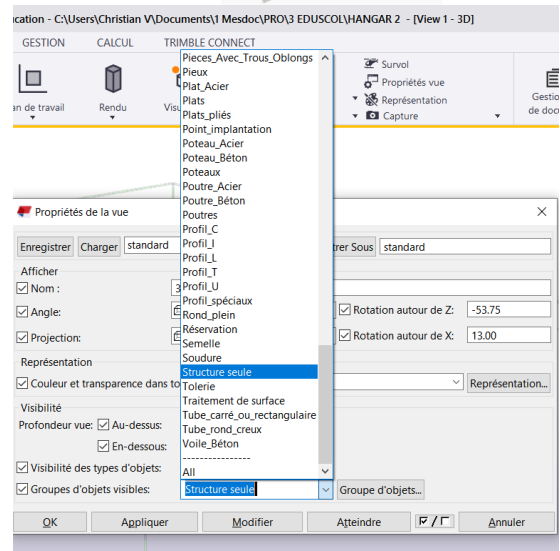 ucation - C:\Users\Christian V\Documents\1 Mesdoc\PRO\3 EDUSCOL\HANGAR 2 - [View 1 - 3D]
GESTION CALCUL TRIMBLE CONNECT
Survol
Propriétés vue
Représentation
Capture
an de travail
Rendu
Gestio
de doc
Pieces_Avec_Trous_Oblongs
Pieux
Plat_Acier
Plats
Plats_pliés
Point_implantation
Poteau_Acier
Poteau_Béton
Poteaux
Poutre_Acier
Poutre_Béton
Poutres
Profil_C
Profil_I
Profil_L
Profil_T
Profil_U
Profil_spéciaux
Rond_plein
Réservation
Semelle
Soudure
Structure seule
Tolerie
Traitement de surface
Tube_carré_ou_rectangulaire
Tube_rond_creux
Voile_Béton
----------------
All
Propriétés de la vue
Enregistrer Charger standard
rer Sous standard
Afficher
Nom : 3
Angle:
Rotation autour de Z: -53.75
Projection:
Rotation autour de X: 13.00
Représentation
Couleur et transparence dans to
Représentation...
Visibilité
Profondeur vue: Au-dessus:
En-dessous:
Visibilité des types d'objets:
Groupes d'objets visibles: Structure seule Groupe d'objets...
OK Appliquer Modifier Atteindre Annuler